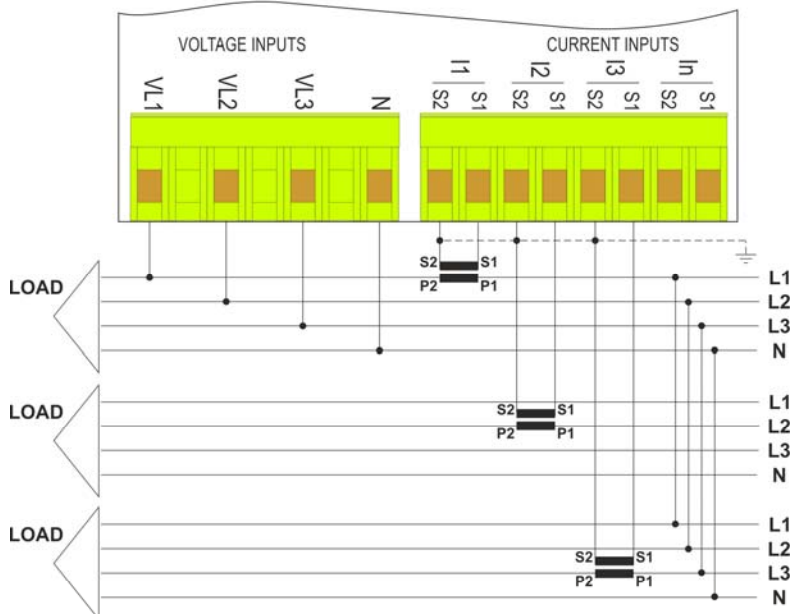 VOLTAGE INPUTS
CURRENT INPUTS
I1 I2 I3 In
VL1 VL2 VL3 N
S2 S1 S2 S1 S2 S1 S2 S1
S2 S1
P2 P1
LOAD
L1
L2
L3
N
S2 S1
P2 P1
LOAD
L1
L2
L3
N
S2 S1
P2 P1
LOAD
L1
L2
L3
N